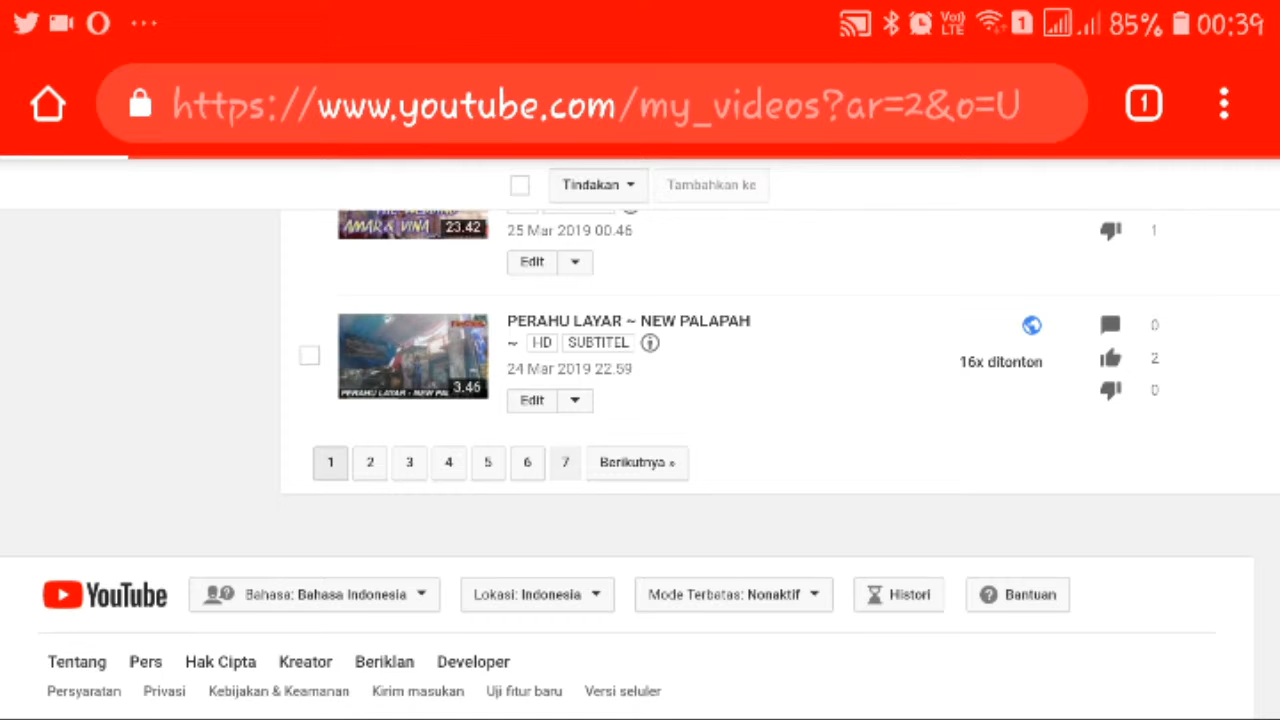 VoLTE 1 85% 00:39
https://www.youtube.com/my_videos?ar=2&o=U
1
Tindakan
Tambahkan ke
AMAR & VINA
23.42
25 Mar 2019 00.46
1
Edit
PERAHU LAYAR ~ NEW PALAPAH
0
~ HD SUBTITEL
16x ditonton
2
24 Mar 2019 22.59
3.46
0
Edit
1 2 3 4 5 6 7 Berikutnya »
YouTube
Bahasa: Bahasa Indonesia
Lokasi: Indonesia
Mode Terbatas: Nonaktif
Histori
Bantuan
Tentang Pers Hak Cipta Kreator Beriklan Developer
Persyaratan Privasi Kebijakan & Keamanan Kirim masukan Uji fitur baru Versi seluler